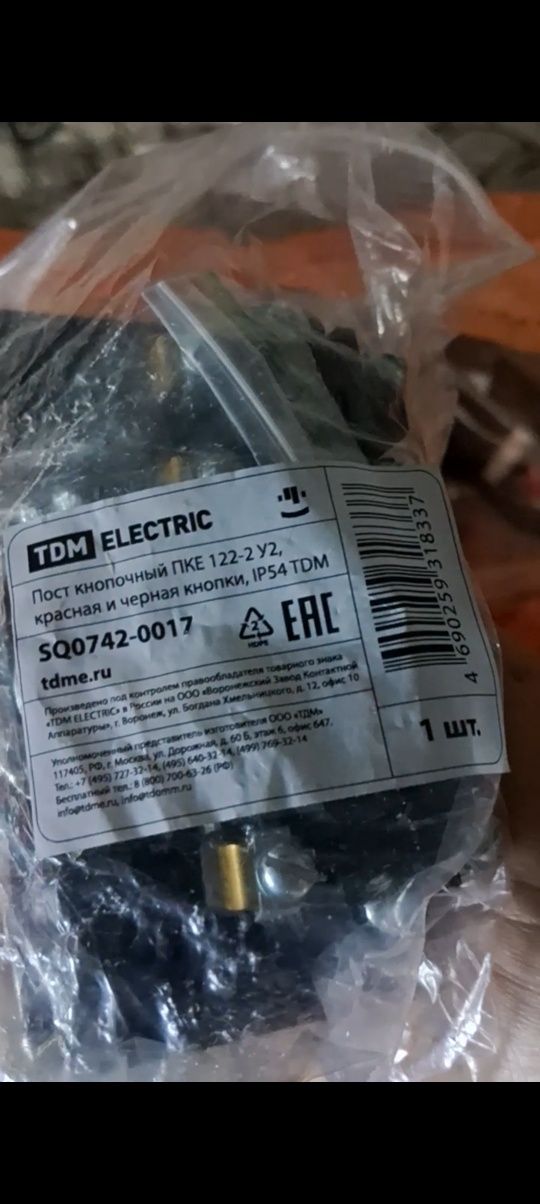 TDM ELECTRIC
Пост кнопочный ПКЕ 122-2 У2,
красная и черная кнопки, IP54 TDM
SQ0742-0017
tdme.ru
2
HDPE
EAC
Произведено под контролем правообладателя товарного знака
«TDM ELECTRIC» в России на ООО «Воронежский Завод Контактной
Аппаратуры», г. Воронеж, ул. Богдана Хмельницкого, д. 12, офис 10
Уполномоченный представитель изготовителя ООО «ТДМ»
117405, РФ, г. Москва, ул. Дорожная, д. 60 Б, этаж 6, офис 647,
Тел.: +7 (495) 727-32-14, (495) 640-32-14, (499) 769-32-14
Бесплатный тел.: 8 (800) 700-63-26 (РФ)
info@tdme.ru, info@tdomm.ru
4 690259 318337
1 шт.